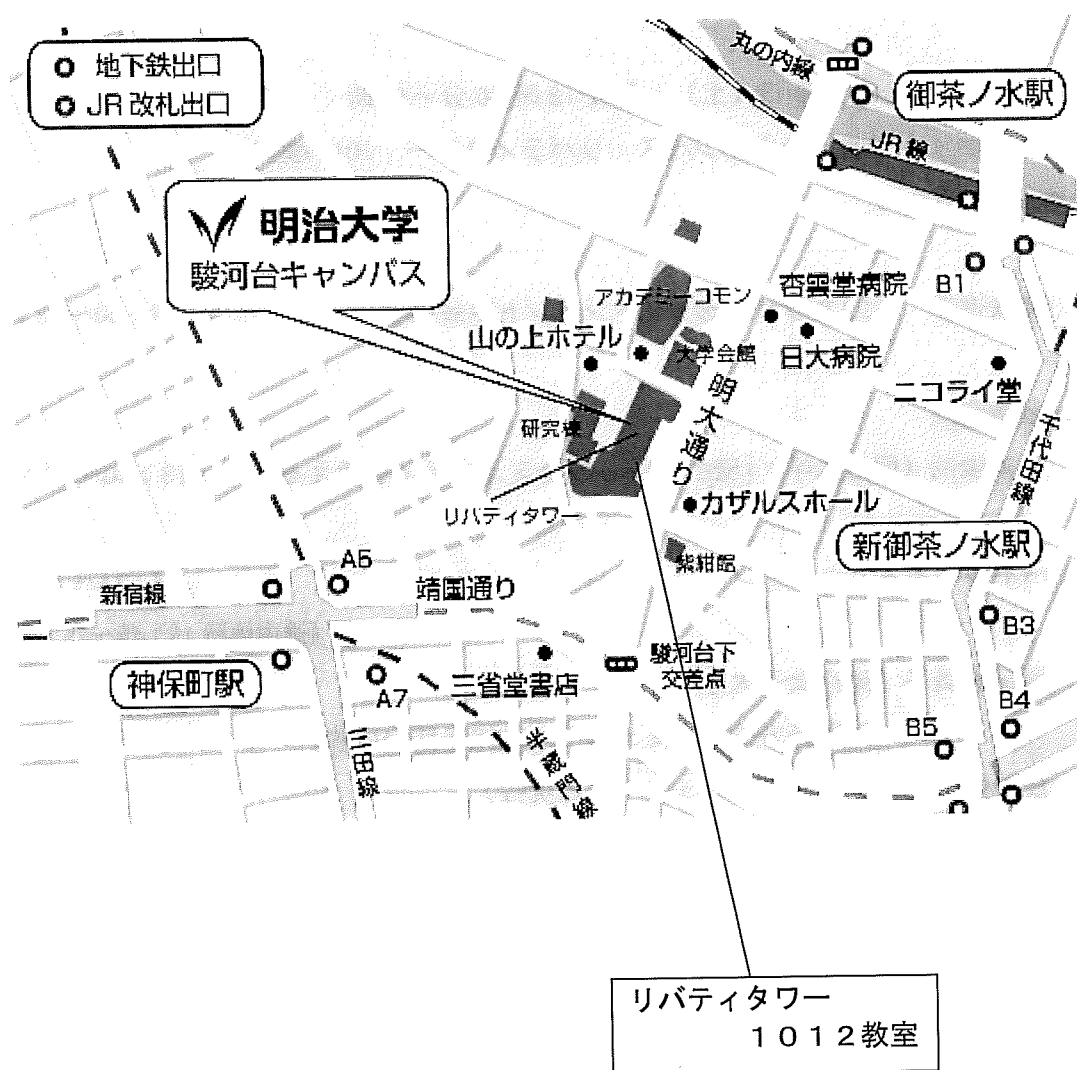 地下鉄出口
JR改札出口
丸の内線
御茶ノ水駅
JR線
明治大学
駿河台キャンパス
アカデミーコモン
杏雲堂病院
B1
山の上ホテル
大学会館
日大病院
ニコライ堂
明大通り
研究棟
千代田線
リバティタワー
カザルスホール
新御茶ノ水駅
紫紺館
A5
新宿線
靖国通り
B3
神保町駅
A7
三省堂書店
駿河台下
交差点
B4
B5
三田線
半蔵門線
リバティタワー
1012教室